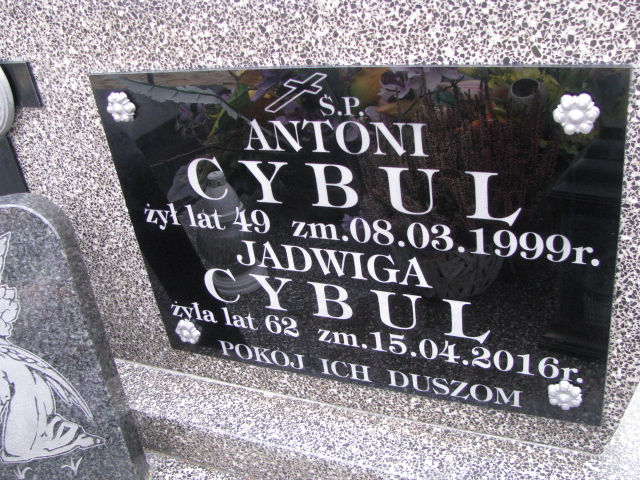 Ś.P.
ANTONI
CYBUL
żył lat 49 zm.08.03.1999r.
JADWIGA
CYBUL
żyła lat 62 zm.15.04.2016r.
POKÓJ ICH DUSZOM